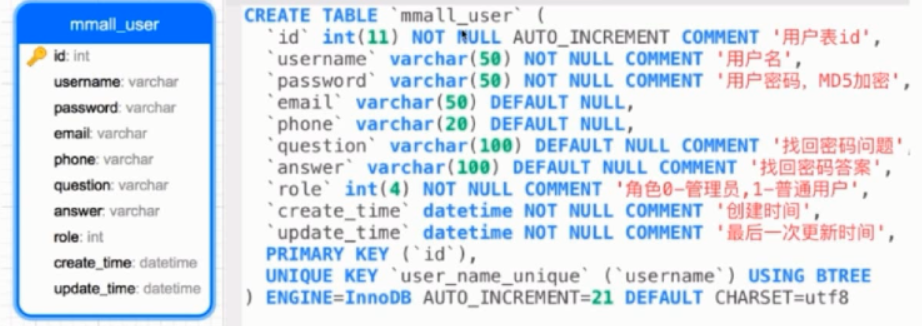 mmall_user
id: int
username: varchar
password: varchar
email: varchar
phone: varchar
question: varchar
answer: varchar
role: int
create_time: datetime
update_time: datetime
CREATE TABLE `mmall_user` (
`id` int(11) NOT NULL AUTO_INCREMENT COMMENT '用户表id',
`username` varchar(50) NOT NULL COMMENT '用户名',
`password` varchar(50) NOT NULL COMMENT '用户密码，MD5加密',
`email` varchar(50) DEFAULT NULL,
`phone` varchar(20) DEFAULT NULL,
`question` varchar(100) DEFAULT NULL COMMENT '找回密码问题',
`answer` varchar(100) DEFAULT NULL COMMENT '找回密码答案',
`role` int(4) NOT NULL COMMENT '角色0-管理员,1-普通用户',
`create_time` datetime NOT NULL COMMENT '创建时间',
`update_time` datetime NOT NULL COMMENT '最后一次更新时间',
PRIMARY KEY (`id`),
UNIQUE KEY `user_name_unique` (`username`) USING BTREE
) ENGINE=InnoDB AUTO_INCREMENT=21 DEFAULT CHARSET=utf8